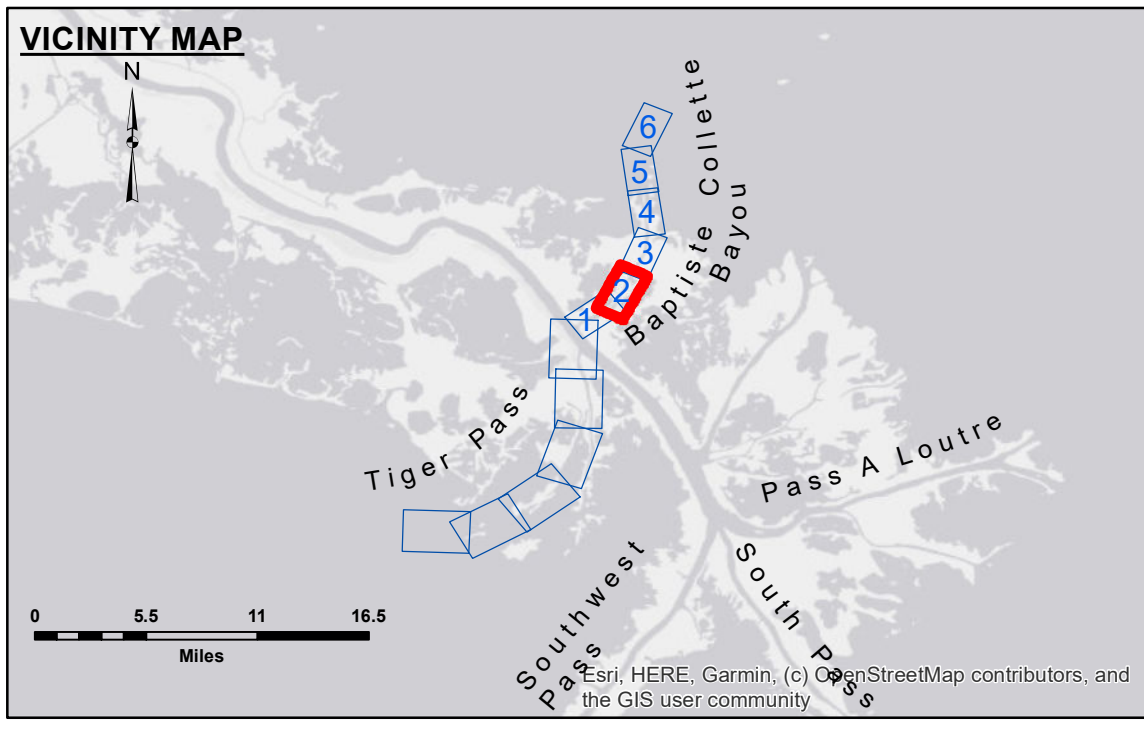 VICINITY MAP
N
6
5
4
3
2
1
Baptiste Collette
Bayou
Tiger Pass
Pass A Loutre
Southwest
Pass
South Pass
0 5.5 11 16.5
Miles
Esri, HERE, Garmin, (c) OpenStreetMap contributors, and
the GIS user community